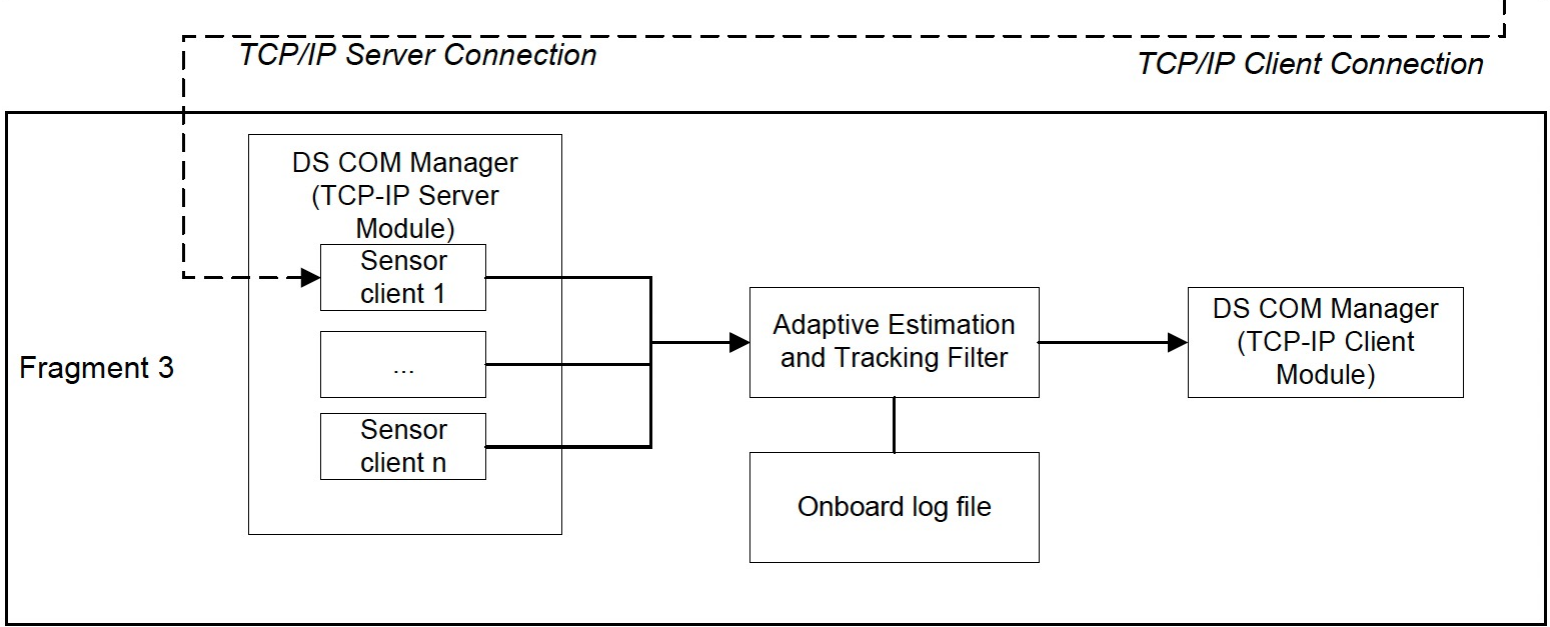 TCP/IP Server Connection
TCP/IP Client Connection
DS COM Manager
(TCP-IP Server
Module)
Sensor
client 1
...
Sensor
client n
Fragment 3
Adaptive Estimation
and Tracking Filter
Onboard log file
DS COM Manager
(TCP-IP Client
Module)